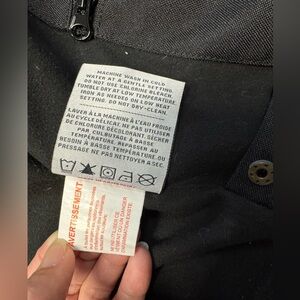 MACHINE WASH IN COLD
WATER AT A GENTLE SETTING.
DO NOT USE CHLORINE BLEACH.
TUMBLE DRY AT LOW TEMPERATURE.
IRON AS NEEDED ON LOW HEAT
SETTING. DO NOT DRY-CLEAN.
LAVER À LA MACHINE À L'EAU FROIDE
AU CYCLE DÉLICAT. NE PAS UTILISER
DE CHLORURE DÉCOLORANT. SÉCHER
PAR CULBUTAGE À BASSE
TEMPÉRATURE. REPASSER AU
BESOIN À BASSE TEMPÉRATURE OU
PRESSAGE NE PAS NETTOYER À SEC.
AVERTISSEMENT